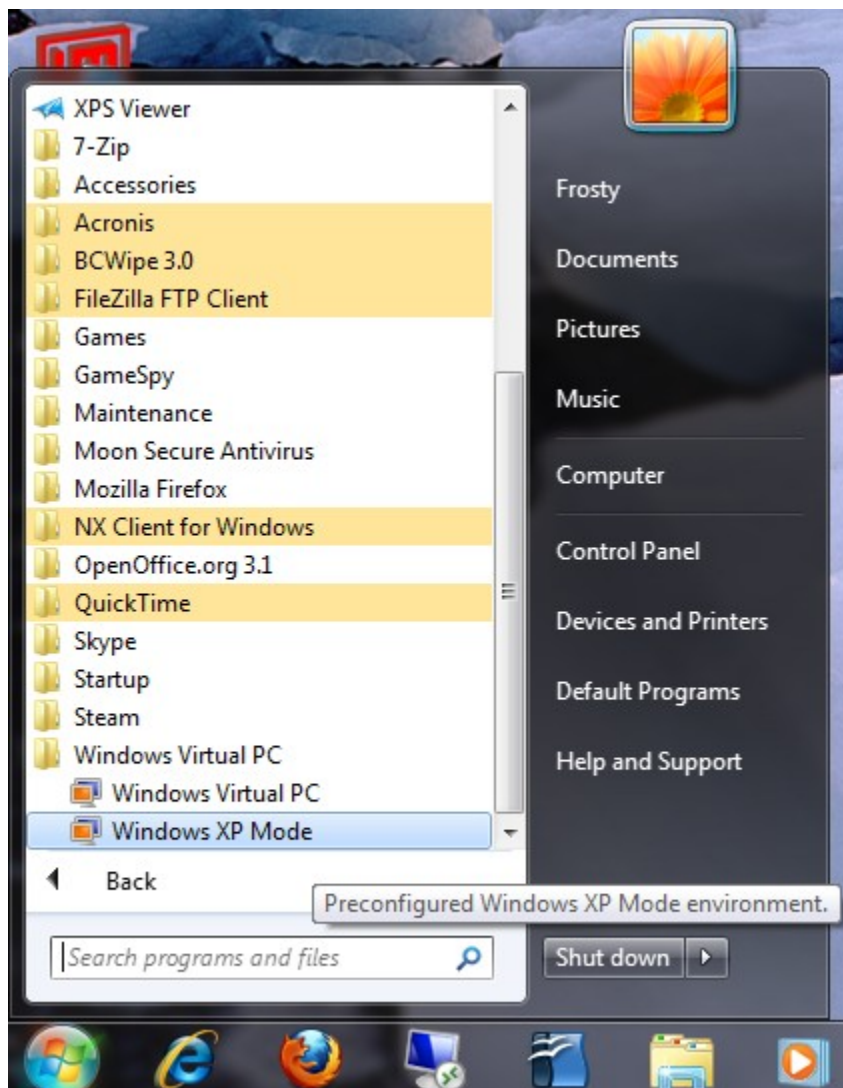 XPS Viewer
7-Zip
Accessories
Acronis
BCWipe 3.0
FileZilla FTP Client
Games
GameSpy
Maintenance
Moon Secure Antivirus
Mozilla Firefox
NX Client for Windows
OpenOffice.org 3.1
QuickTime
Skype
Startup
Steam
Windows Virtual PC
Windows Virtual PC
Windows XP Mode
Back
Search programs and files
Frosty
Documents
Pictures
Music
Computer
Control Panel
Devices and Printers
Default Programs
Help and Support
Preconfigured Windows XP Mode environment.
Shut down